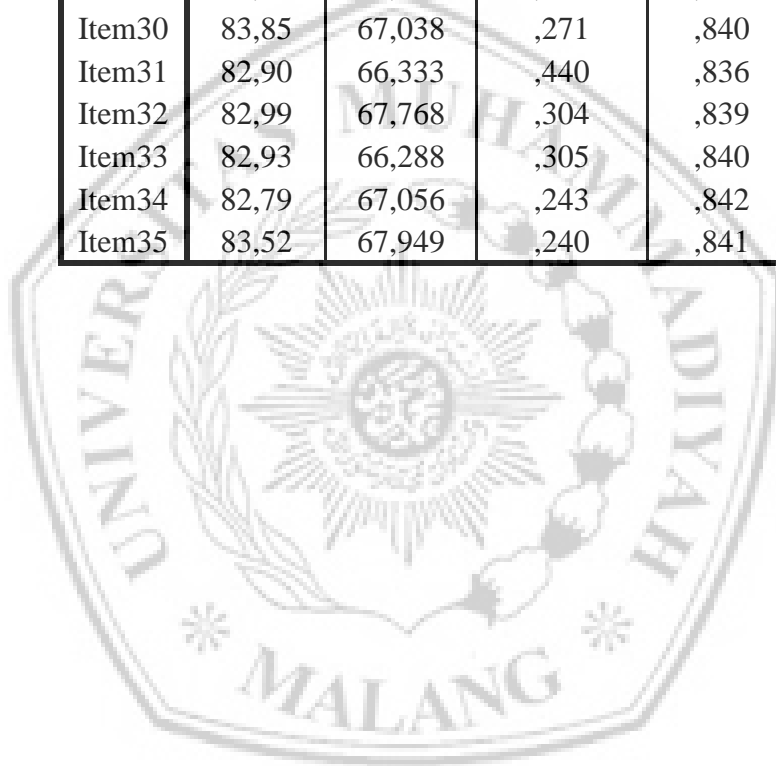 Item30 83,85 67,038 ,271 ,840
Item31 82,90 66,333 ,440 ,836
Item32 82,99 67,768 ,304 ,839
Item33 82,93 66,288 ,305 ,840
Item34 82,79 67,056 ,243 ,842
Item35 83,52 67,949 ,240 ,841
UNIVERSITAS MUHAMMADIYAH
MALANG